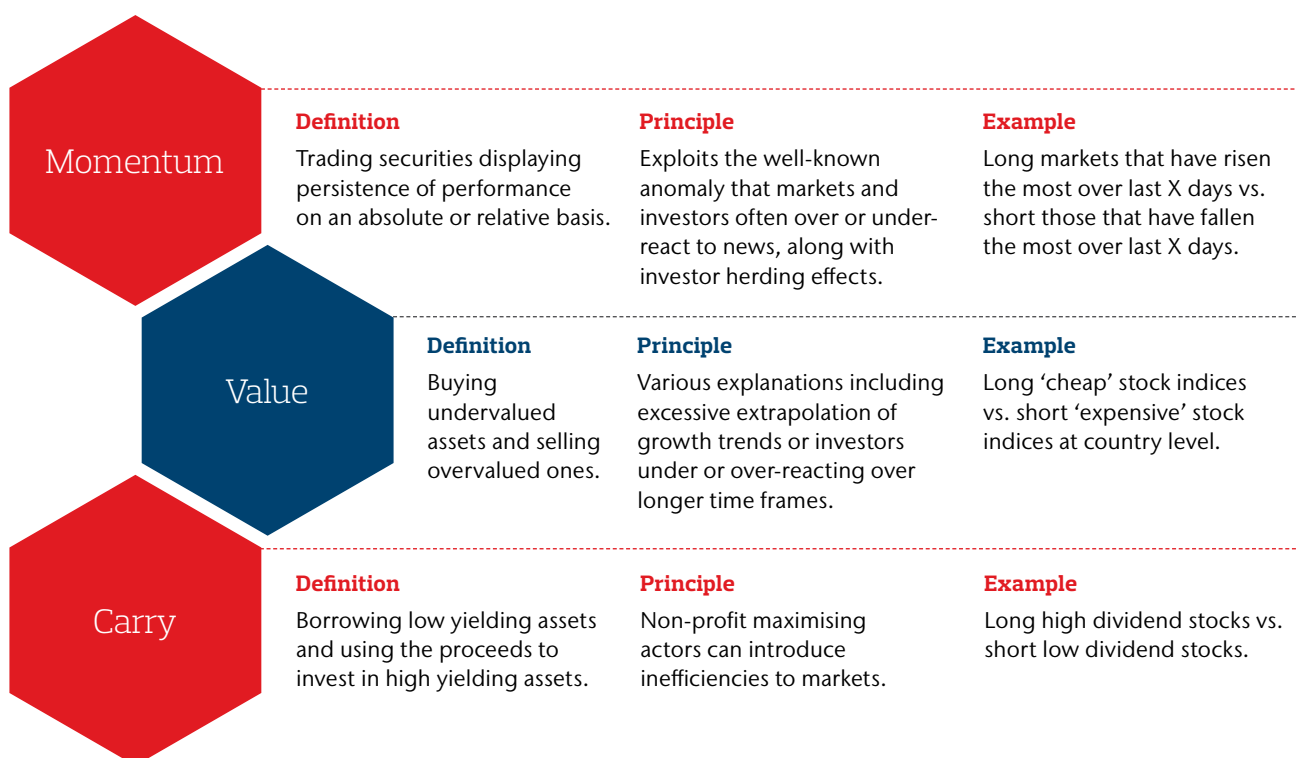 Momentum
Definition
Trading securities displaying
persistence of performance
on an absolute or relative basis.
Principle
Exploits the well-known
anomaly that markets and
investors often over or under-
react to news, along with
investor herding effects.
Example
Long markets that have risen
the most over last X days vs.
short those that have fallen
the most over last X days.
Value
Definition
Buying
undervalued
assets and selling
overvalued ones.
Principle
Various explanations including
excessive extrapolation of
growth trends or investors
under or over-reacting over
longer time frames.
Example
Long ‘cheap’ stock indices
vs. short ‘expensive’ stock
indices at country level.
Carry
Definition
Borrowing low yielding assets
and using the proceeds to
invest in high yielding assets.
Principle
Non-profit maximising
actors can introduce
inefficiencies to markets.
Example
Long high dividend stocks vs.
short low dividend stocks.